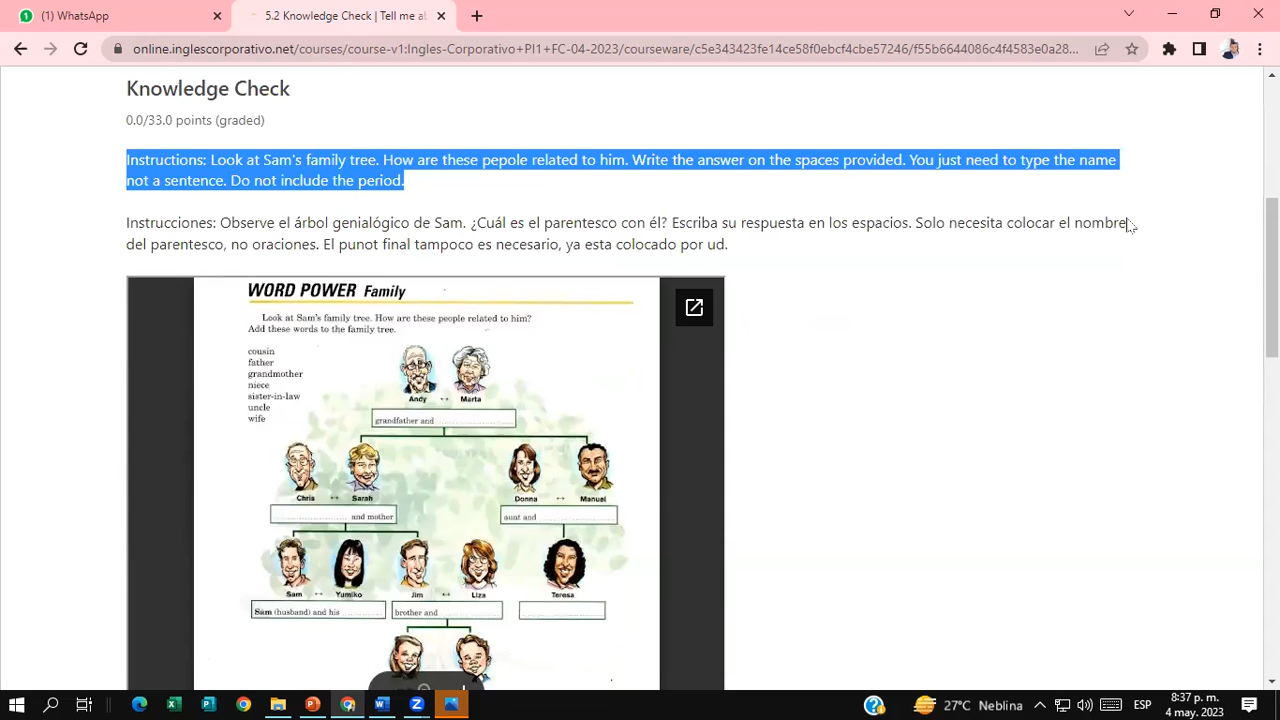 (1) WhatsApp
5.2 Knowledge Check | Tell me ab
online.inglescorporativo.net/courses/course-v1:Ingles-Corporativo+PI1+FC-04-2023/courseware/c5e343423fe14ce58f0ebcf4cbe57246/f55b6644086c4f4583e0a28...
Knowledge Check
0.0/33.0 points (graded)
Instructions: Look at Sam's family tree. How are these pepole related to him. Write the answer on the spaces provided. You just need to type the name
not a sentence. Do not include the period.
Instrucciones: Observe el árbol genialógico de Sam. ¿Cuál es el parentesco con él? Escriba su respuesta en los espacios. Solo necesita colocar el nombre
del parentesco, no oraciones. El punot final tampoco es necesario, ya esta colocado por ud.
WORD POWER Family
Look at Sam's family tree. How are these people related to him?
Add these words to the family tree.
cousin
father
grandmother
niece
sister-in-law
uncle
wife
Andy ↔ Marta
grandfather and ....................
Chris ↔ Sarah
.................... and mother
Donna ↔ Manuel
aunt and ....................
Sam ↔ Yumiko
Jim ↔ Liza
Teresa
Sam (husband) and his ............
brother and ................
........................
27°C Neblina
ESP
8:37 p. m.
4 may. 2023